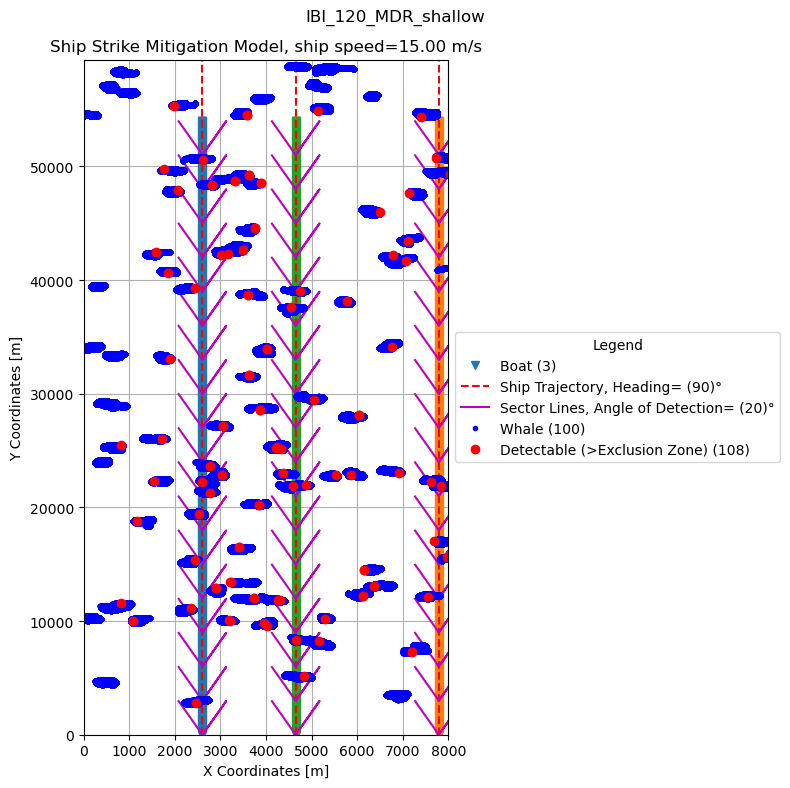 IBI_120_MDR_shallow
Ship Strike Mitigation Model, ship speed=15.00 m/s
50000
40000
30000
20000
10000
0
Y Coordinates [m]
0 1000 2000 3000 4000 5000 6000 7000 8000
X Coordinates [m]
Legend
Boat (3)
Ship Trajectory, Heading= (90)°
Sector Lines, Angle of Detection= (20)°
Whale (100)
Detectable (>Exclusion Zone) (108)